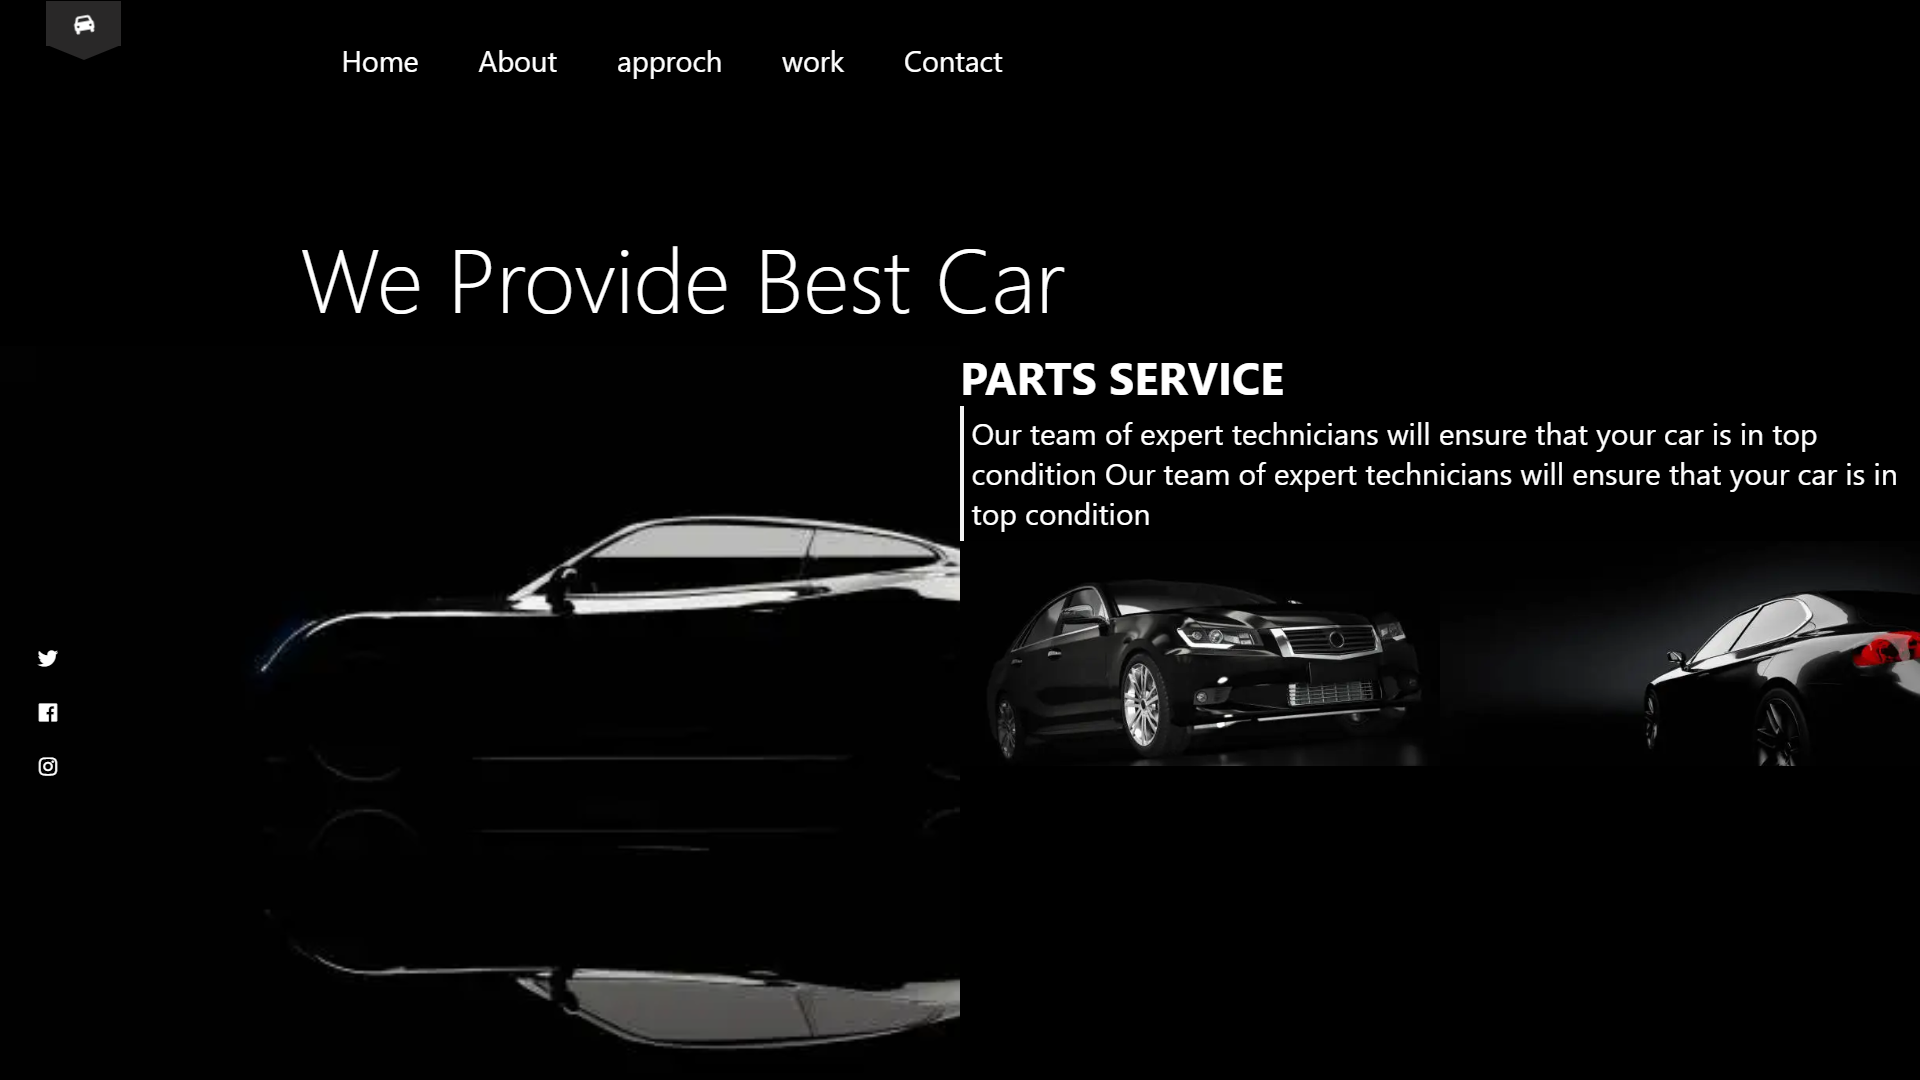 Home About approch work Contact
We Provide Best Car
PARTS SERVICE
Our team of expert technicians will ensure that your car is in top
condition Our team of expert technicians will ensure that your car is in
top condition